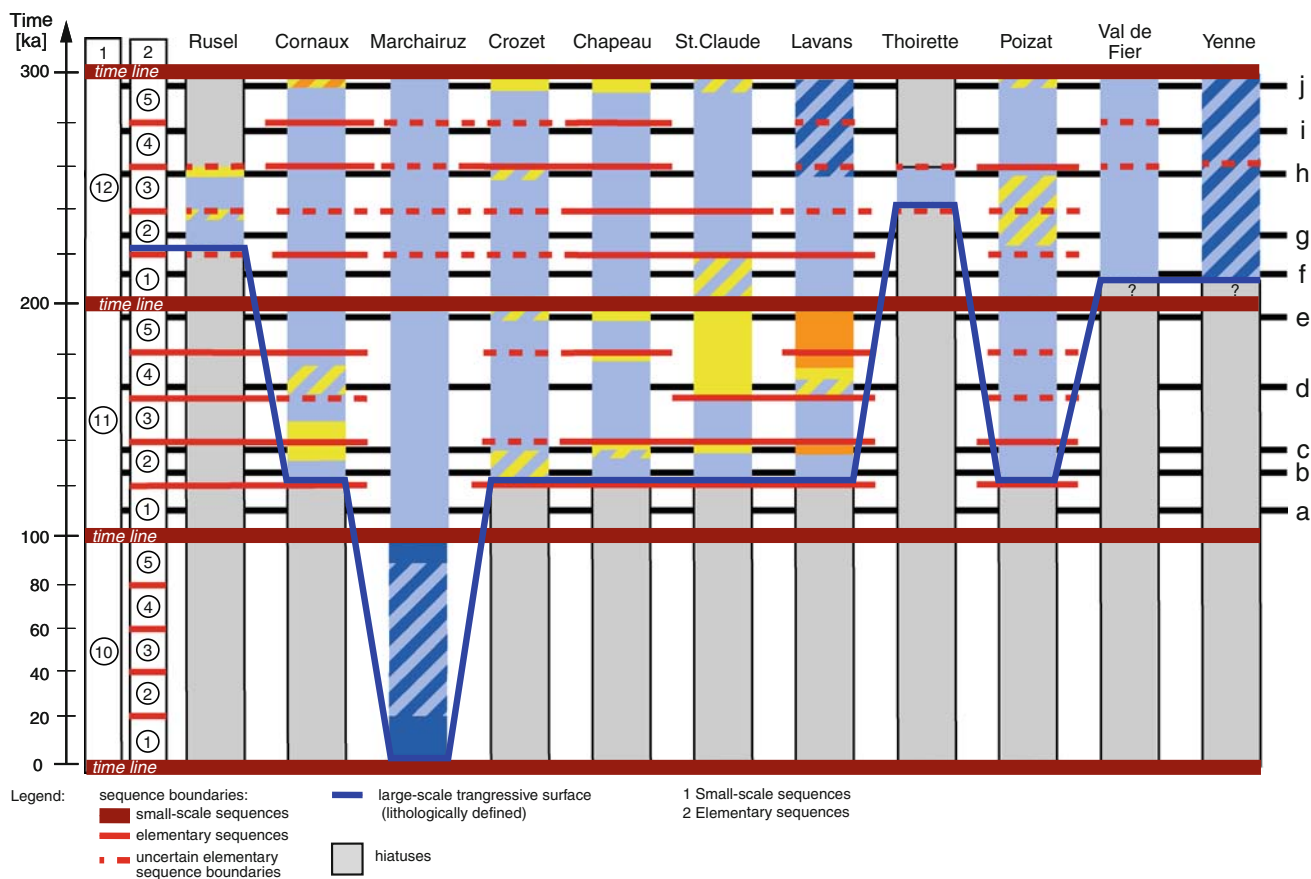 Time
[ka]
1
2
Rusel
Cornaux
Marchairuz
Crozet
Chapeau
St.Claude
Lavans
Thoirette
Poizat
Val de
Fier
Yenne
300
time line
j
5
i
4
h
12
3
g
2
f
1
? ?
200
time line
e
5
4
d
11
3
c
2
b
1
a
100
time line
5
80
4
60
10
3
40
2
20
1
0
time line
Legend:
sequence boundaries:
small-scale sequences
elementary sequences
uncertain elementary
sequence boundaries
large-scale trangressive surface
(lithologically defined)
hiatuses
1 Small-scale sequences
2 Elementary sequences